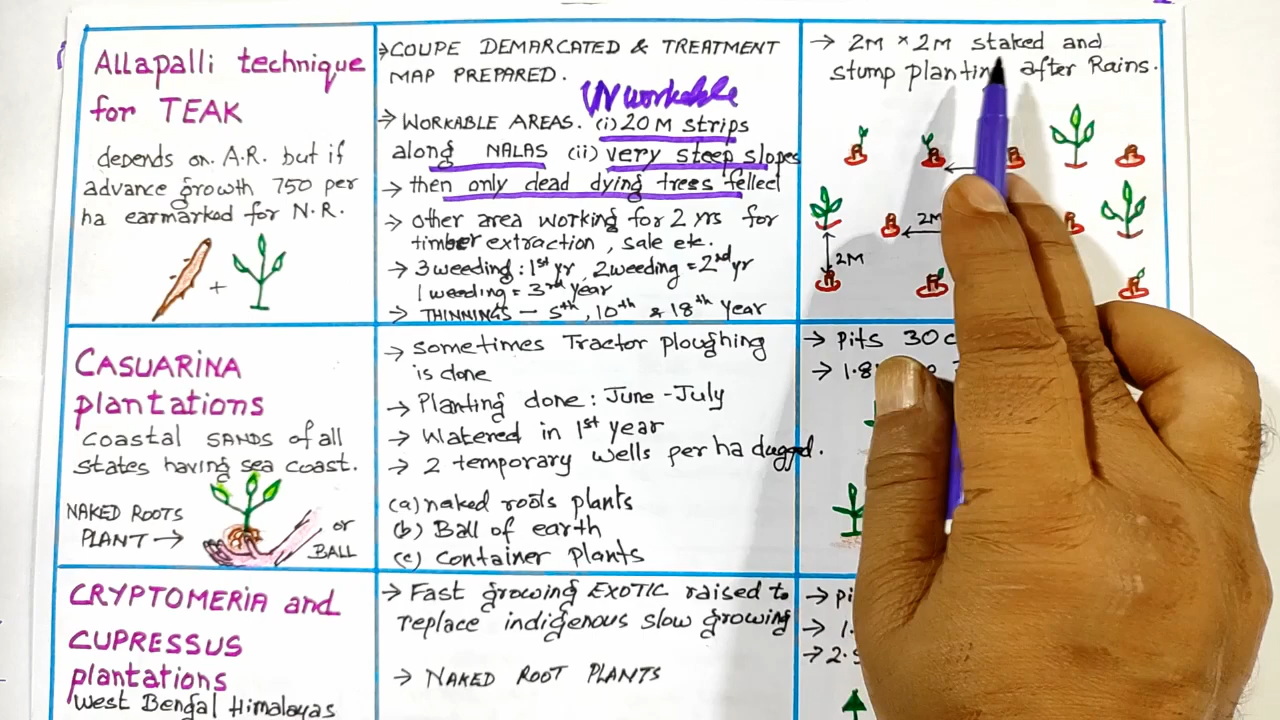 Allapalli technique
for TEAK
depends on A.R. but if
advance growth 750 per
ha earmarked for N.R.
+
→ COUPE DEMARCATED & TREATMENT
MAP PREPARED.
Unworkable
→ WORKABLE AREAS. (i) 20 M strips
along NALAS (ii) very steep slopes
→ then only dead dying trees felled
→ other area working for 2 yrs for
timber extraction, sale etc.
→ 3 weeding : 1st yr, 2 weeding = 2nd yr
1 weeding = 3rd year
→ THINNINGS – 5th, 10th & 18th year
→ 2M × 2M staked and
stump planting after Rains.
2M
2M
CASUARINA
plantations
coastal SANDS of all
states having sea coast.
NAKED ROOTS
PLANT → or
BALL
→ Sometimes Tractor ploughing
is done
→ Planting done : June - July
→ Watered in 1st year
→ 2 temporary wells per ha dugged.
(a) naked roots plants
(b) Ball of earth
(c) container plants
→ Pits 30
→ 1.8
CRYPTOMERIA and
CUPRESSUS
plantations
West Bengal Himalayas
→ Fast growing EXOTIC raised to
replace indigenous slow growing
→ NAKED ROOT PLANTS
→ Pi
→ 1.
→ 2.5